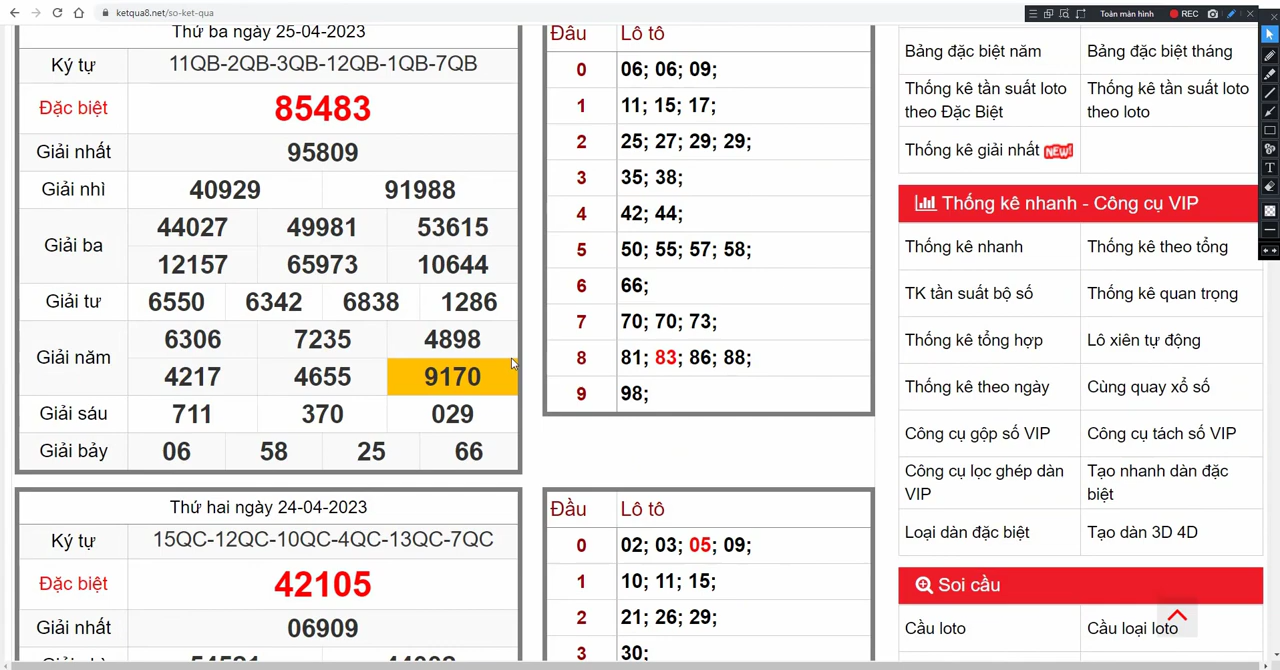 ketqua8.net/so-ket-qua
Toàn màn hình
REC
Thứ ba ngày 25-04-2023
Ký tự 11QB-2QB-3QB-12QB-1QB-7QB
Đặc biệt 85483
Giải nhất 95809
Giải nhì 40929 91988
Giải ba
44027 49981 53615
12157 65973 10644
Giải tư 6550 6342 6838 1286
Giải năm
6306 7235 4898
4217 4655 9170
Giải sáu 711 370 029
Giải bảy 06 58 25 66
Thứ hai ngày 24-04-2023
Ký tự 15QC-12QC-10QC-4QC-13QC-7QC
Đặc biệt 42105
Giải nhất 06909
Đầu Lô tô
0 06; 06; 09;
1 11; 15; 17;
2 25; 27; 29; 29;
3 35; 38;
4 42; 44;
5 50; 55; 57; 58;
6 66;
7 70; 70; 73;
8 81; 83; 86; 88;
9 98;
Đầu Lô tô
0 02; 03; 05; 09;
1 10; 11; 15;
2 21; 26; 29;
3 30;
Bảng đặc biệt năm Bảng đặc biệt tháng
Thống kê tần suất loto Thống kê tần suất loto
theo Đặc Biệt theo loto
Thống kê giải nhất NEW!
Thống kê nhanh - Công cụ VIP
Thống kê nhanh Thống kê theo tổng
TK tần suất bộ số Thống kê quan trọng
Thống kê tổng hợp Lô xiên tự động
Thống kê theo ngày Cùng quay xổ số
Công cụ gộp số VIP Công cụ tách số VIP
Công cụ lọc ghép dàn Tạo nhanh dàn đặc
VIP biệt
Loại dàn đặc biệt Tạo dàn 3D 4D
Soi cầu
Cầu loto Cầu loại loto